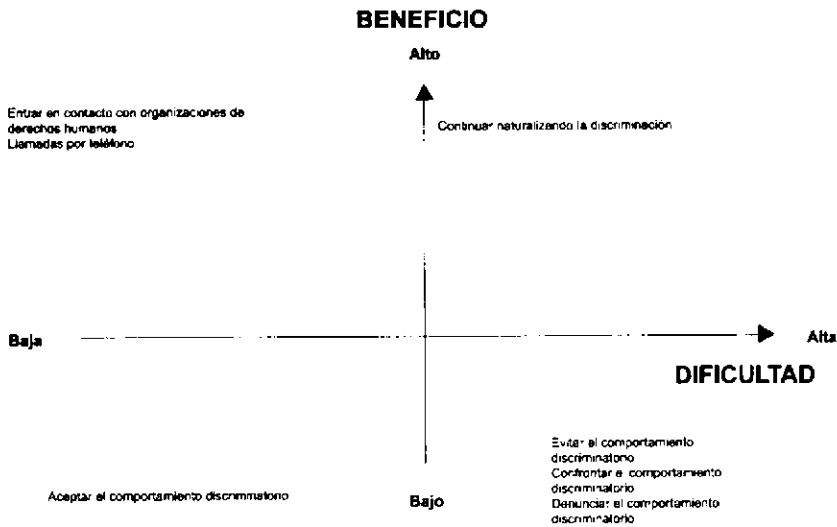 BENEFICIO
Alto
Entrar en contacto con organizaciones de
derechos humanos
Llamadas por teléfono
Continuar naturalizando la discriminación
Baja
Alta
DIFICULTAD
Aceptar el comportamiento discriminatorio
Bajo
Evitar el comportamiento
discriminatorio
Confrontar el comportamiento
discriminatorio
Denunciar el comportamiento
discriminatorio